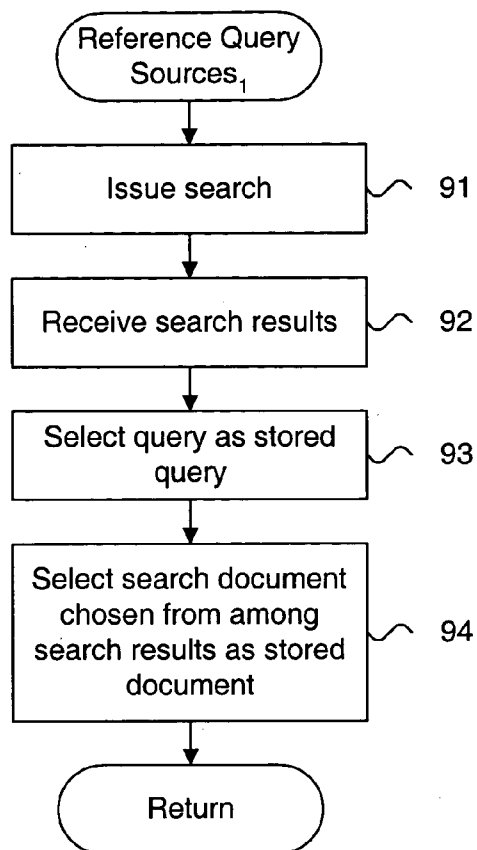 Reference Query
Sources1
Issue search
91
Receive search results
92
Select query as stored
query
93
Select search document
chosen from among
search results as stored
document
94
Return